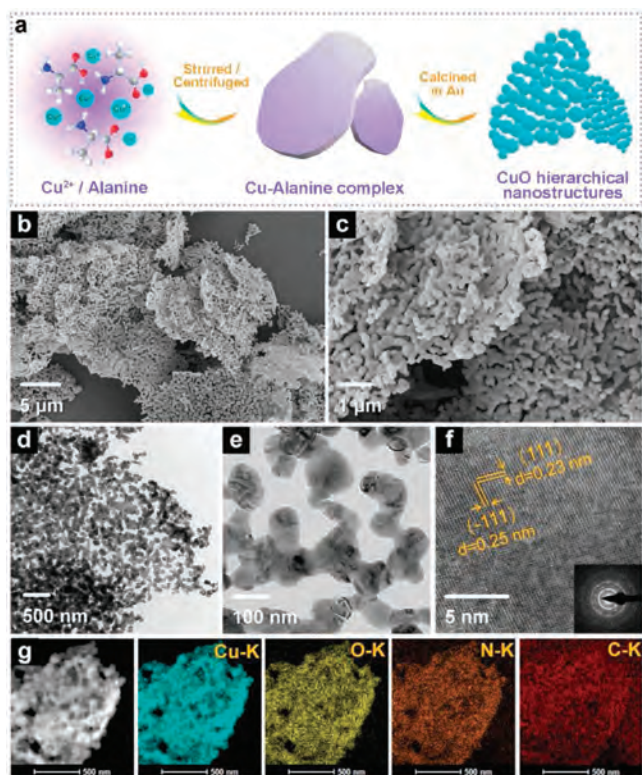 a
Strirred /
Centrifuged
Calcined
in Air
Cu²⁺ / Alanine
Cu-Alanine complex
CuO hierarchical
nanostructures
b
5 μm
c
1 μm
d
500 nm
e
100 nm
f
(111)
d=0.23 nm
(-111)
d=0.25 nm
5 nm
g
Cu-K
O-K
N-K
C-K
500 nm
500 nm
500 nm
500 nm
500 nm